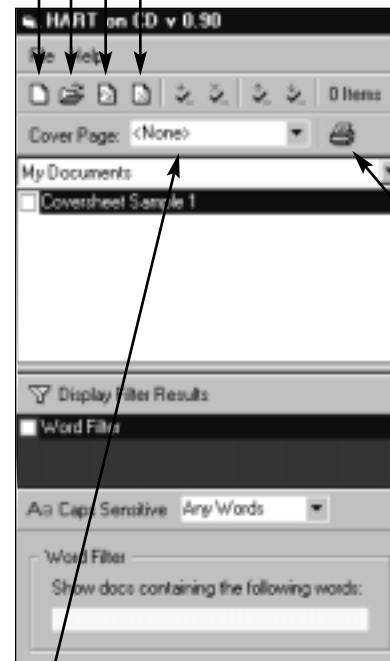 HART on CD v 0.90
File Help
0 Items
Cover Page: <None>
My Documents
Coversheet Sample 1
Display Filter Results
Word Filter
Aa Caps Sensitive Any Words
Word Filter
Show docs containing the following words: